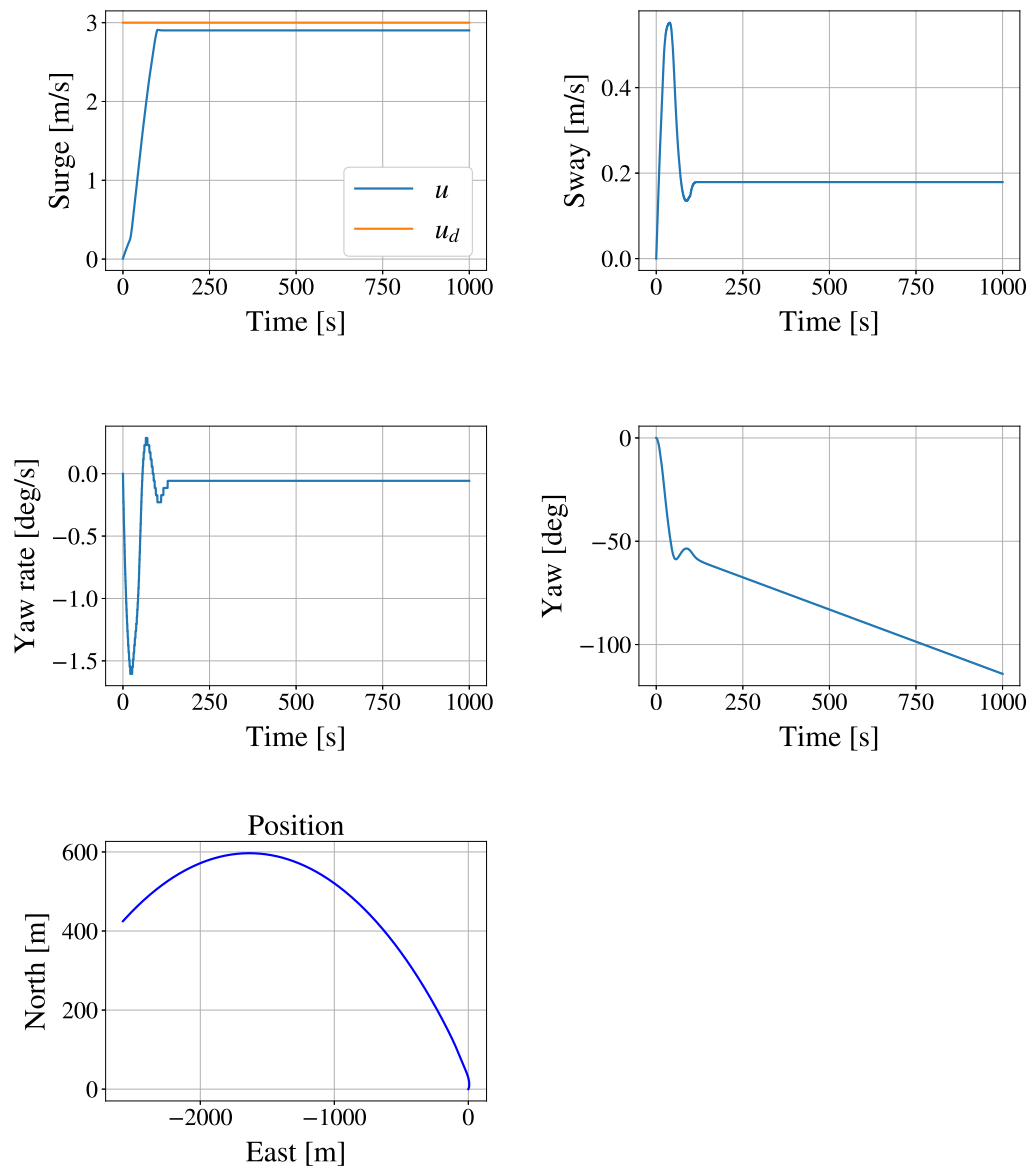 3
2
1
0
Surge [m/s]
u
u_d
0 250 500 750 1000
Time [s]
0.4
0.2
0.0
Sway [m/s]
0 250 500 750 1000
Time [s]
0.0
−0.5
−1.0
−1.5
Yaw rate [deg/s]
0 250 500 750 1000
Time [s]
0
−50
−100
Yaw [deg]
0 250 500 750 1000
Time [s]
Position
600
400
200
0
North [m]
−2000 −1000 0
East [m]